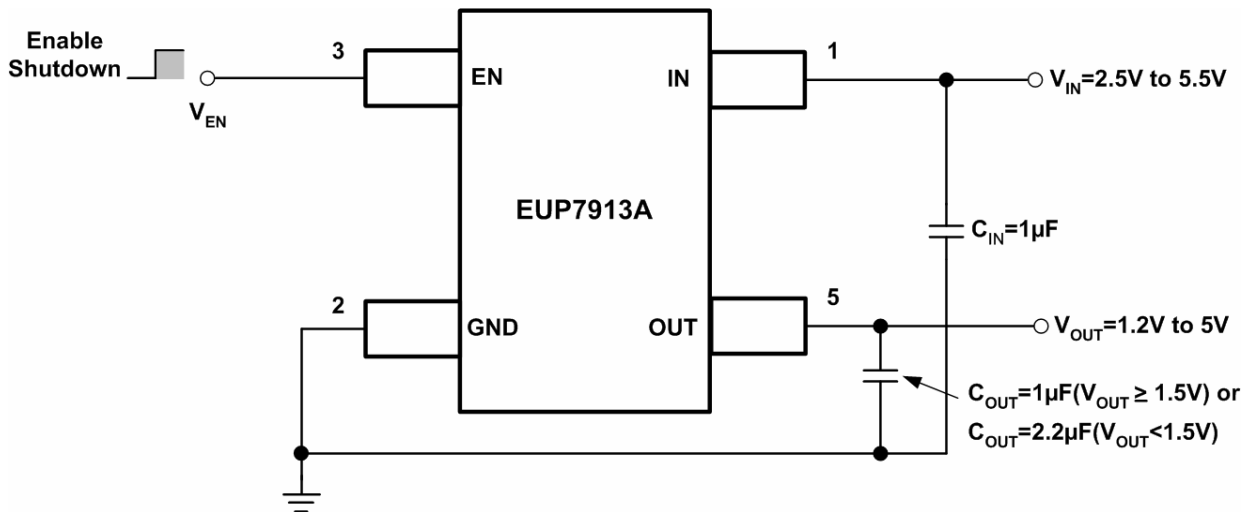 Enable
Shutdown
V_EN
3
EN
IN
1
V_IN=2.5V to 5.5V
EUP7913A
C_IN=1µF
2
GND
OUT
5
V_OUT=1.2V to 5V
C_OUT=1µF(V_OUT ≥ 1.5V) or
C_OUT=2.2µF(V_OUT<1.5V)